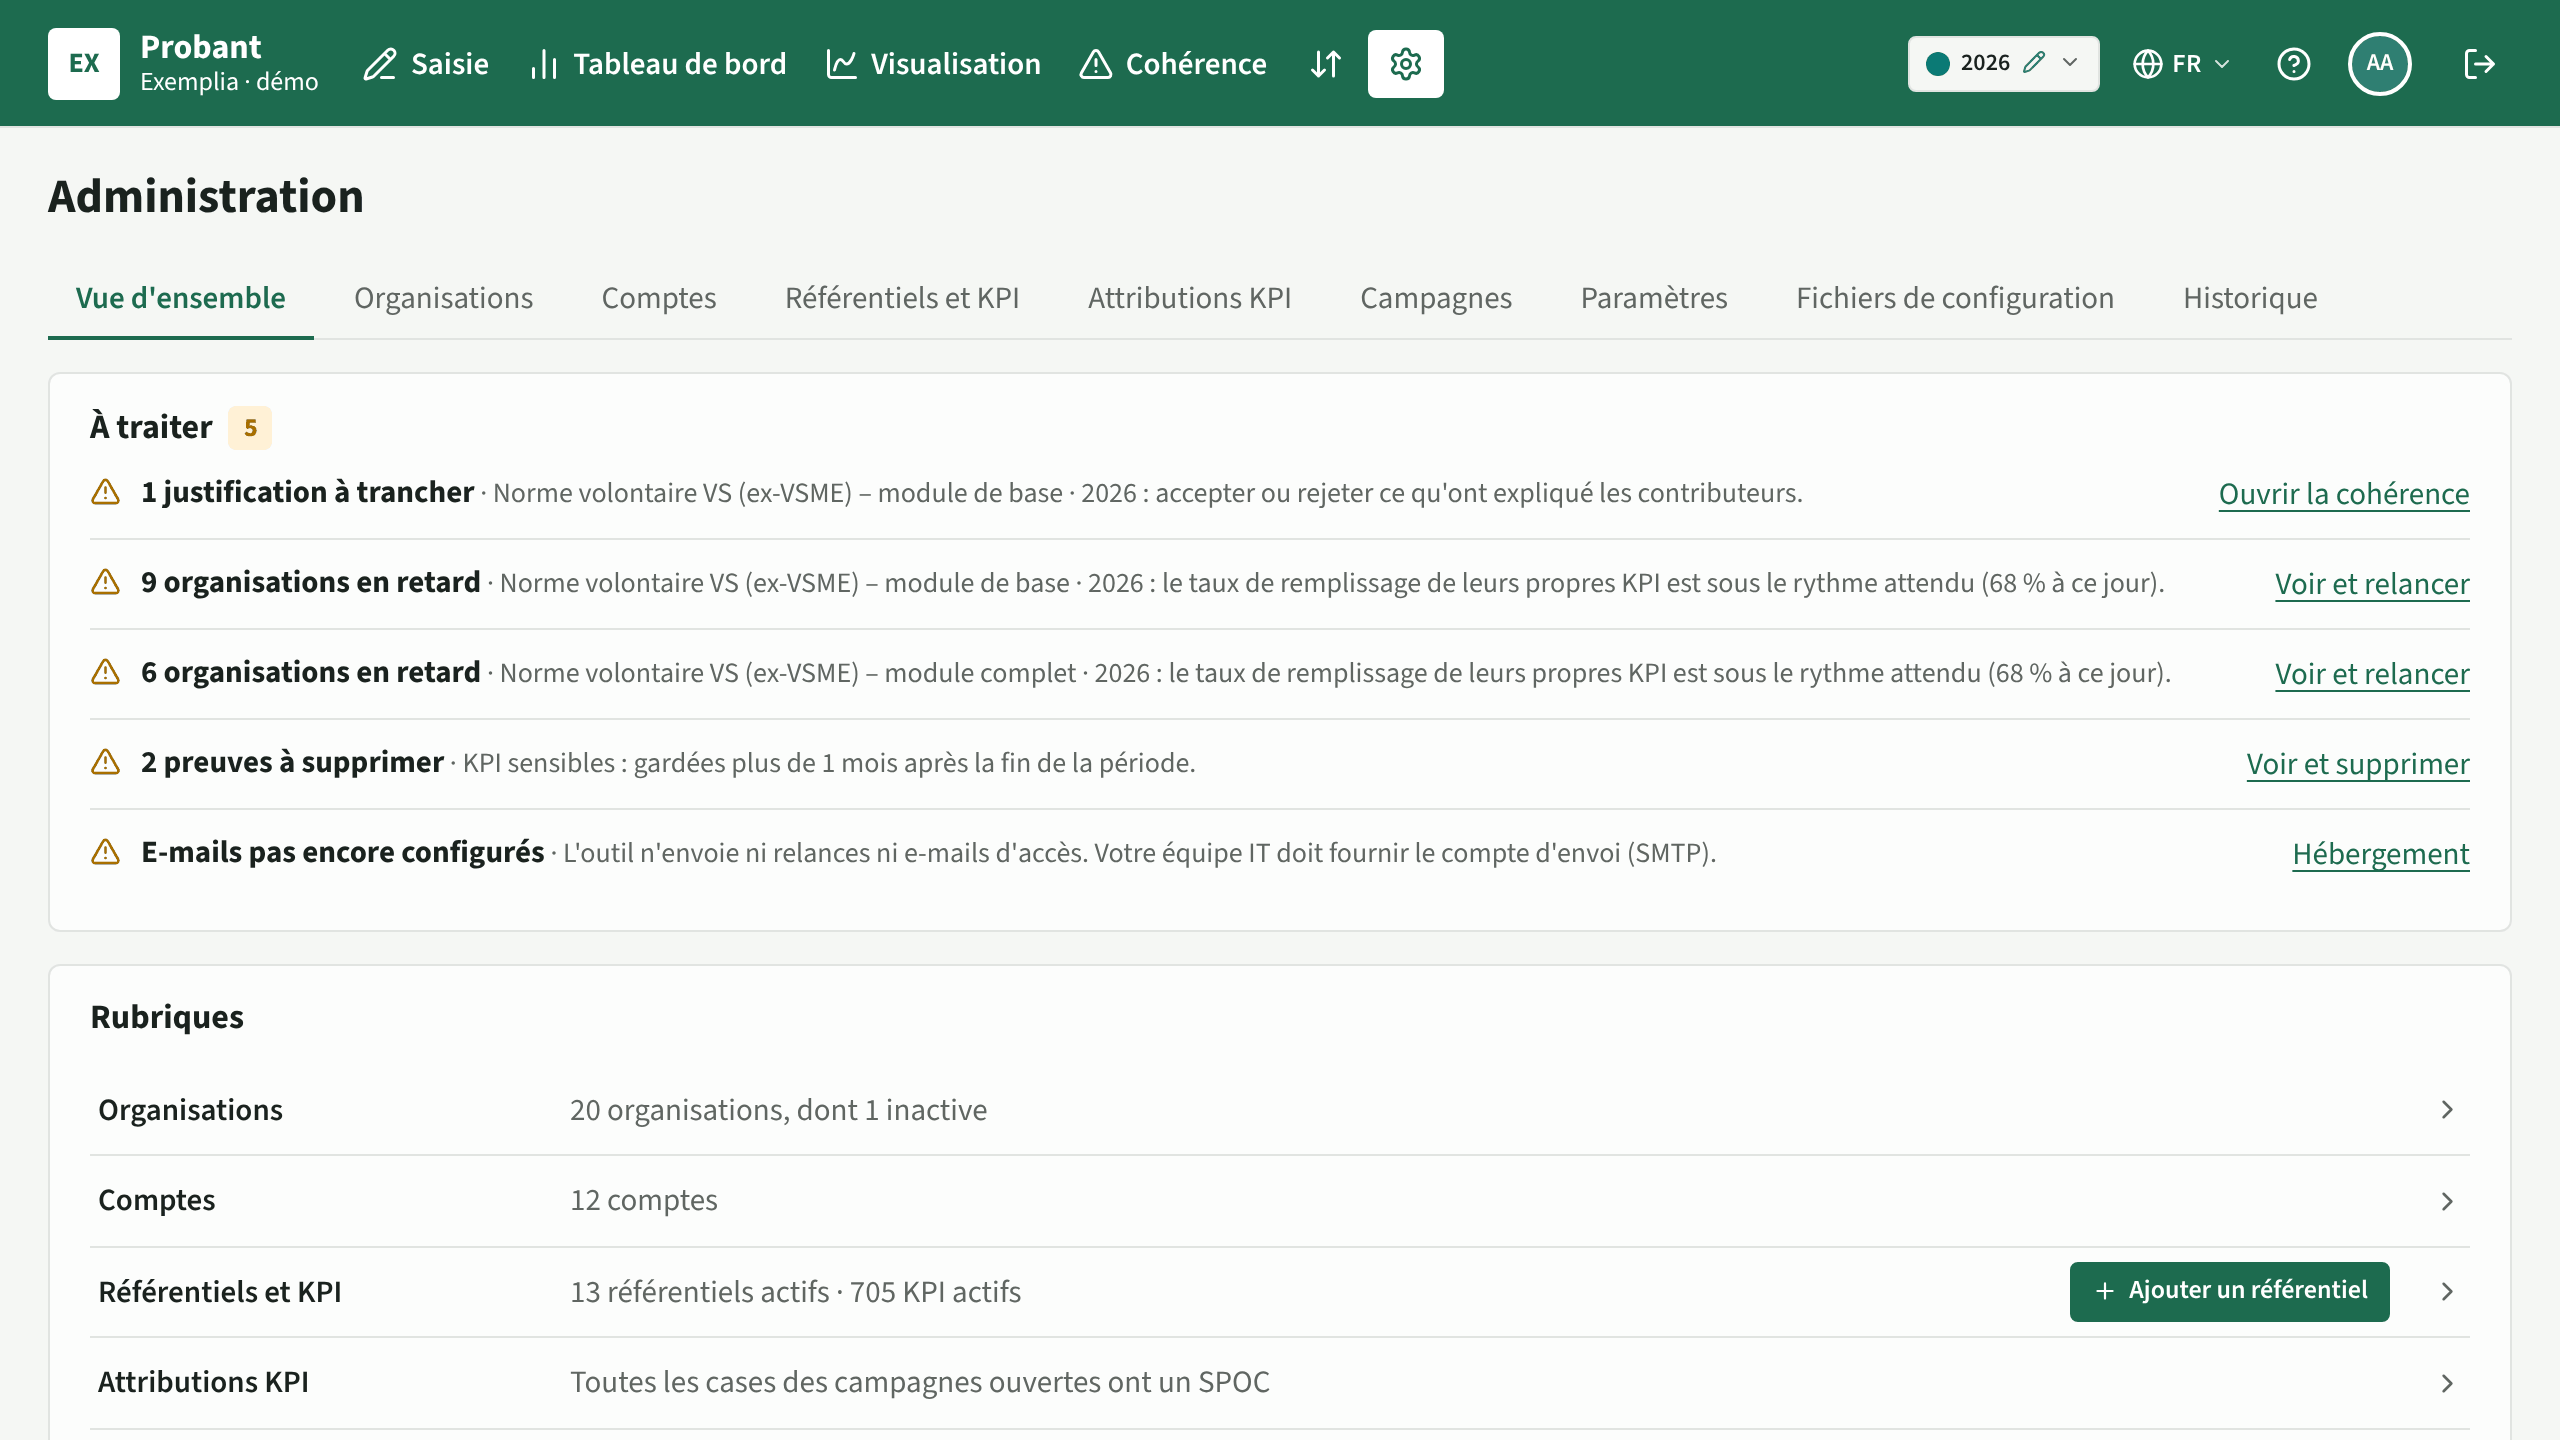 EX
Probant
Exemplia · démo
Saisie
Tableau de bord
Visualisation
Cohérence
2026
FR
AA
Administration
Vue d'ensemble
Organisations
Comptes
Référentiels et KPI
Attributions KPI
Campagnes
Paramètres
Fichiers de configuration
Historique
À traiter 5
1 justification à trancher · Norme volontaire VS (ex-VSME) – module de base · 2026 : accepter ou rejeter ce qu'ont expliqué les contributeurs. Ouvrir la cohérence
9 organisations en retard · Norme volontaire VS (ex-VSME) – module de base · 2026 : le taux de remplissage de leurs propres KPI est sous le rythme attendu (68 % à ce jour). Voir et relancer
6 organisations en retard · Norme volontaire VS (ex-VSME) – module complet · 2026 : le taux de remplissage de leurs propres KPI est sous le rythme attendu (68 % à ce jour). Voir et relancer
2 preuves à supprimer · KPI sensibles : gardées plus de 1 mois après la fin de la période. Voir et supprimer
E-mails pas encore configurés · L'outil n'envoie ni relances ni e-mails d'accès. Votre équipe IT doit fournir le compte d'envoi (SMTP). Hébergement
Rubriques
Organisations 20 organisations, dont 1 inactive
Comptes 12 comptes
Référentiels et KPI 13 référentiels actifs · 705 KPI actifs + Ajouter un référentiel
Attributions KPI Toutes les cases des campagnes ouvertes ont un SPOC